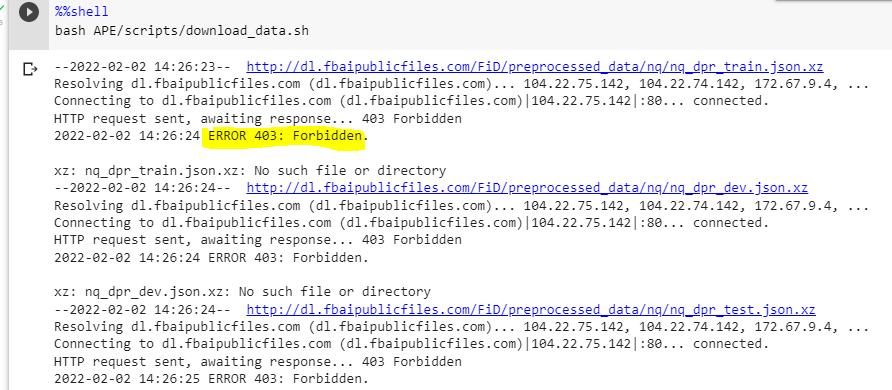 %%shell
bash APE/scripts/download_data.sh
--2022-02-02 14:26:23--  http://dl.fbaipublicfiles.com/FiD/preprocessed_data/nq/nq_dpr_train.json.xz
Resolving dl.fbaipublicfiles.com (dl.fbaipublicfiles.com)... 104.22.75.142, 104.22.74.142, 172.67.9.4, ...
Connecting to dl.fbaipublicfiles.com (dl.fbaipublicfiles.com)|104.22.75.142|:80... connected.
HTTP request sent, awaiting response... 403 Forbidden
2022-02-02 14:26:24 ERROR 403: Forbidden.
xz: nq_dpr_train.json.xz: No such file or directory
--2022-02-02 14:26:24--  http://dl.fbaipublicfiles.com/FiD/preprocessed_data/nq/nq_dpr_dev.json.xz
Resolving dl.fbaipublicfiles.com (dl.fbaipublicfiles.com)... 104.22.75.142, 104.22.74.142, 172.67.9.4, ...
Connecting to dl.fbaipublicfiles.com (dl.fbaipublicfiles.com)|104.22.75.142|:80... connected.
HTTP request sent, awaiting response... 403 Forbidden
2022-02-02 14:26:24 ERROR 403: Forbidden.
xz: nq_dpr_dev.json.xz: No such file or directory
--2022-02-02 14:26:24--  http://dl.fbaipublicfiles.com/FiD/preprocessed_data/nq/nq_dpr_test.json.xz
Resolving dl.fbaipublicfiles.com (dl.fbaipublicfiles.com)... 104.22.75.142, 104.22.74.142, 172.67.9.4, ...
Connecting to dl.fbaipublicfiles.com (dl.fbaipublicfiles.com)|104.22.75.142|:80... connected.
HTTP request sent, awaiting response... 403 Forbidden
2022-02-02 14:26:25 ERROR 403: Forbidden.